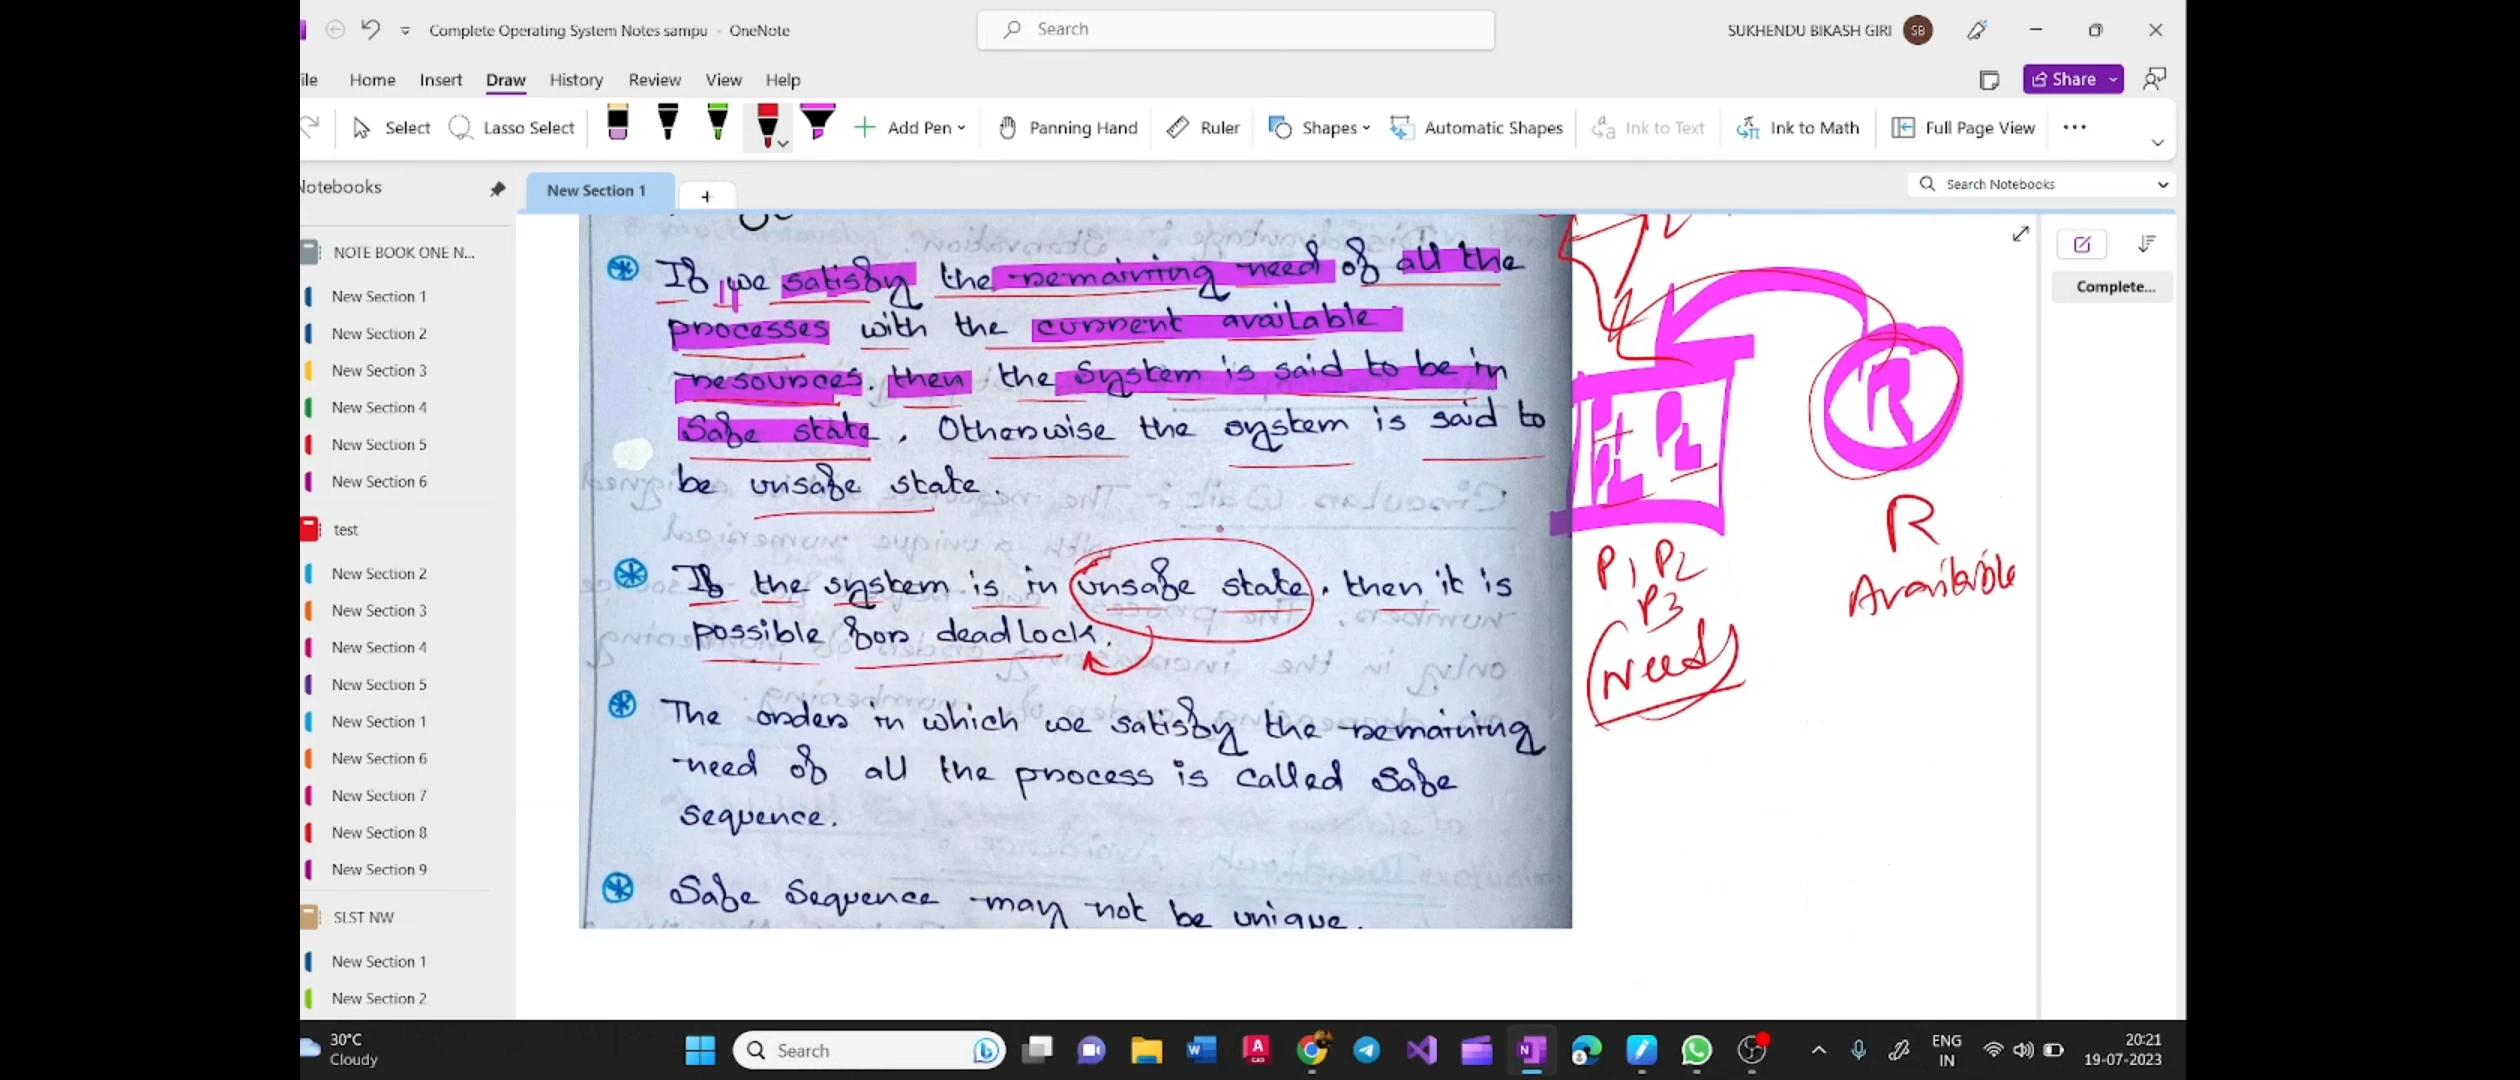 Complete Operating System Notes sampu - OneNote
Search
SUKHENDU BIKASH GIRI
SB
ile
Home
Insert
Draw
History
Review
View
Help
Share
Select
Lasso Select
Add Pen
Panning Hand
Ruler
Shapes
Automatic Shapes
Ink to Text
Ink to Math
Full Page View
Notebooks
New Section 1
Search Notebooks
NOTE BOOK ONE N...
New Section 1
New Section 2
New Section 3
New Section 4
New Section 5
New Section 6
test
New Section 2
New Section 3
New Section 4
New Section 5
New Section 1
New Section 6
New Section 7
New Section 8
New Section 9
SLST NW
New Section 1
New Section 2
Complete...
If we satisfy the remaining need of all the
processes with the current available
resources. then the system is said to be in
Safe state. Otherwise the system is said to
be unsafe state.
If the system is in unsafe state. then it is
possible for deadlock.
The order in which we satisfy the remaining
need of all the process is called Safe
sequence.
Safe Sequence may not be unique.
R
P1, P2
P3
Need
R
Available
30°C
Cloudy
Search
ENG
IN
20:21
19-07-2023